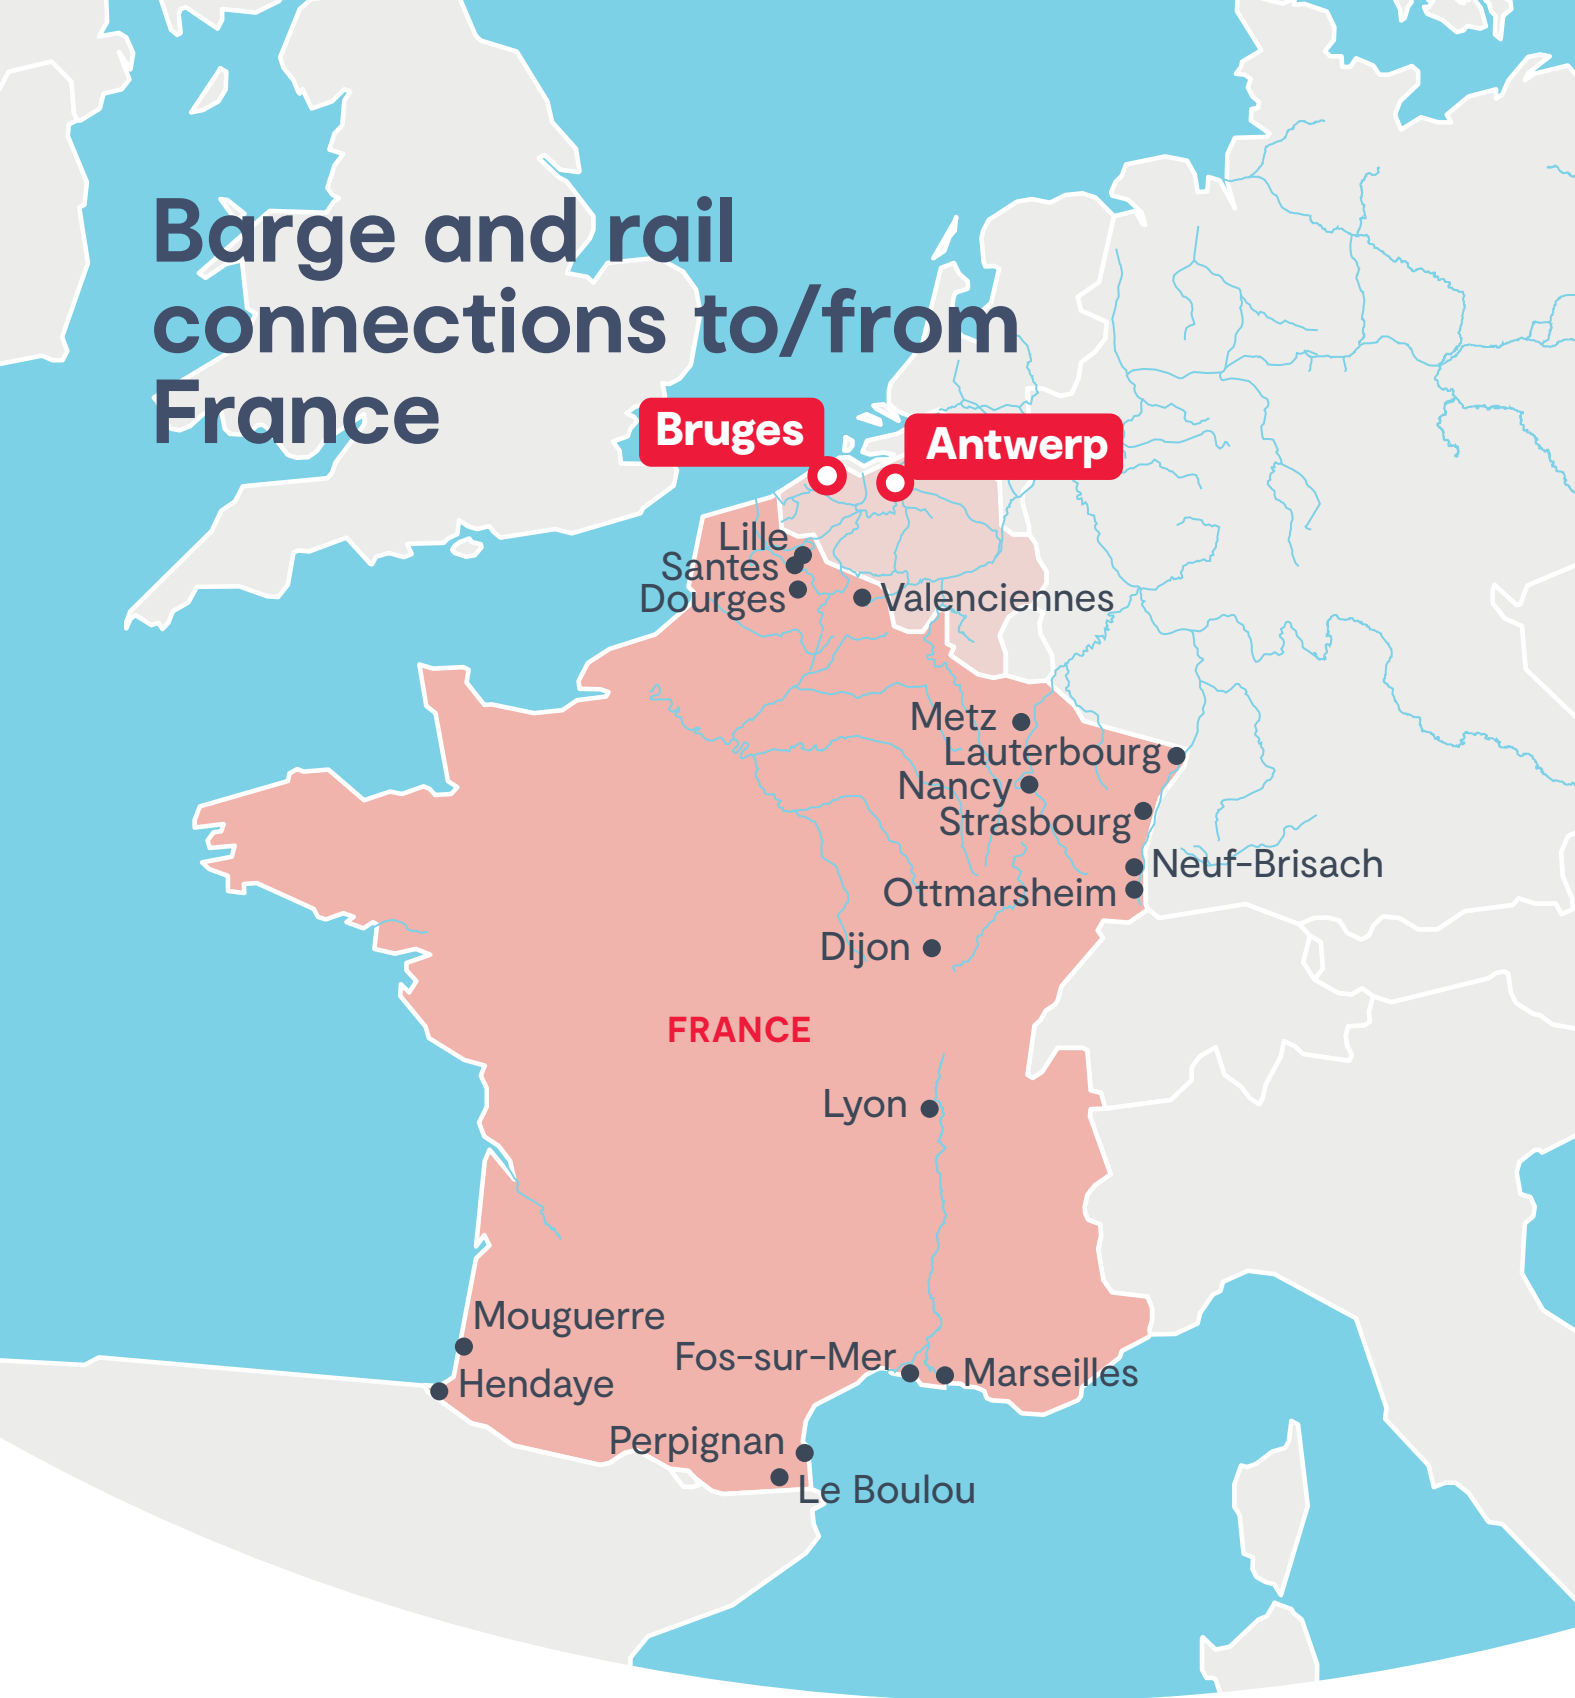 Barge and rail
connections to/from
France
Bruges
Antwerp
Lille
Santes
Dourges
Valenciennes
Metz
Lauterbourg
Nancy
Strasbourg
Neuf-Brisach
Ottmarsheim
Dijon
FRANCE
Lyon
Mouguerre
Fos-sur-Mer
Marseilles
Hendaye
Perpignan
Le Boulou